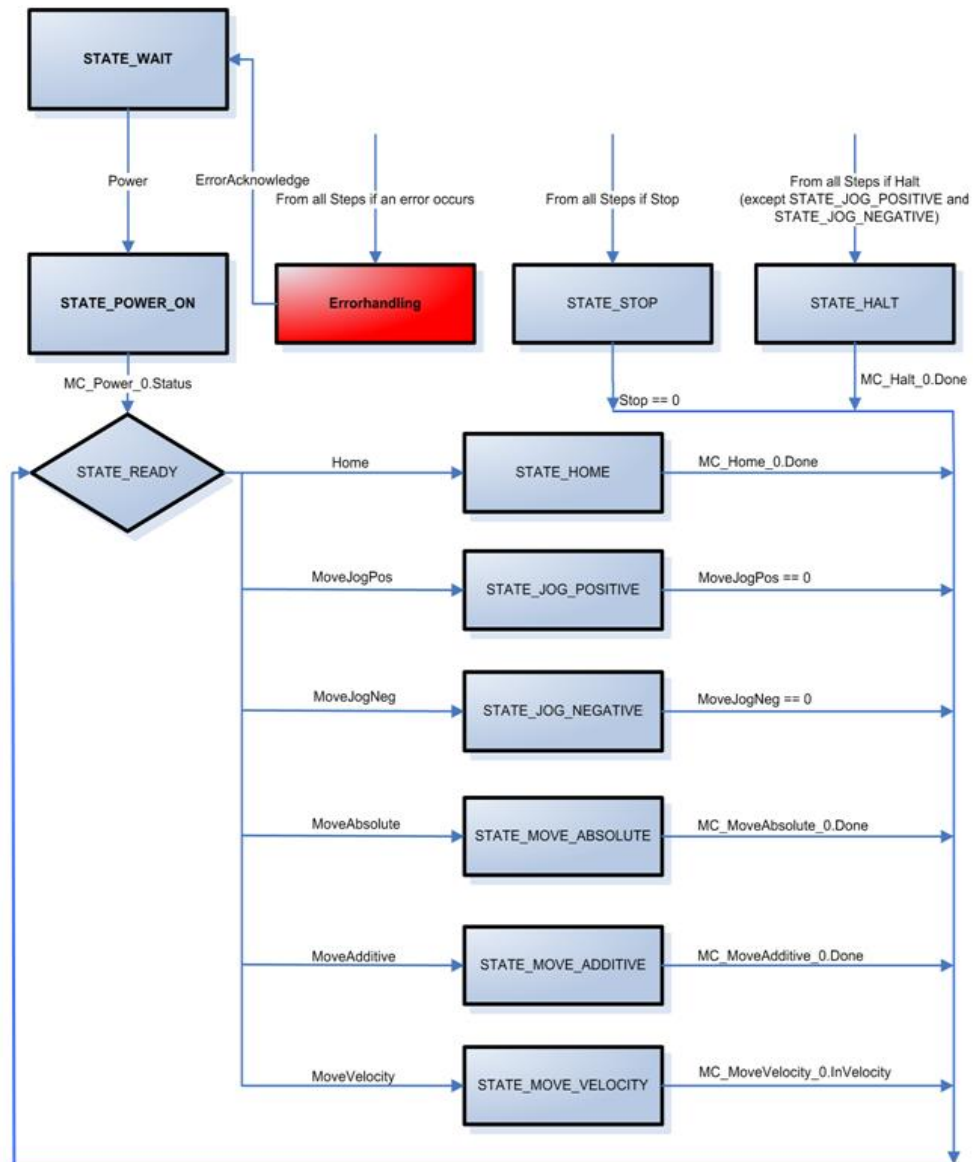 STATE_WAIT
Power
ErrorAcknowledge
From all Steps if an error occurs
From all Steps if Stop
From all Steps if Halt
(except STATE_JOG_POSITIVE and
STATE_JOG_NEGATIVE)
STATE_POWER_ON
Errorhandling
STATE_STOP
STATE_HALT
MC_Power_0.Status
MC_Halt_0.Done
Stop == 0
STATE_READY
Home
STATE_HOME
MC_Home_0.Done
MoveJogPos
STATE_JOG_POSITIVE
MoveJogPos == 0
MoveJogNeg
STATE_JOG_NEGATIVE
MoveJogNeg == 0
MoveAbsolute
STATE_MOVE_ABSOLUTE
MC_MoveAbsolute_0.Done
MoveAdditive
STATE_MOVE_ADDITIVE
MC_MoveAdditive_0.Done
MoveVelocity
STATE_MOVE_VELOCITY
MC_MoveVelocity_0.InVelocity